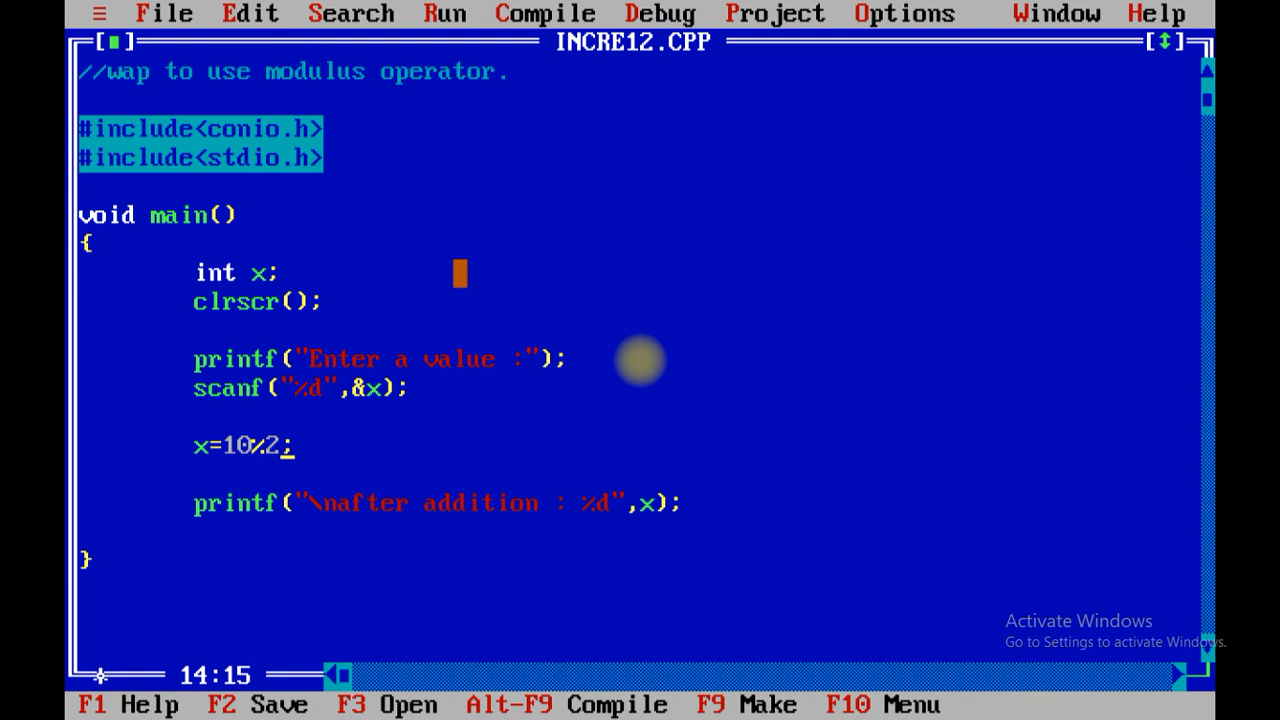 ≡ File Edit Search Run Compile Debug Project Options Window Help
[■] INCRE12.CPP [↕]
//wap to use modulus operator.
#include<conio.h>
#include<stdio.h>
void main()
{
int x;
clrscr();
printf("Enter a value :");
scanf("%d",&x);
x=10%2;
printf("\nafter addition : %d",x);
}
Activate Windows
Go to Settings to activate Windows.
14:15
F1 Help F2 Save F3 Open Alt-F9 Compile F9 Make F10 Menu